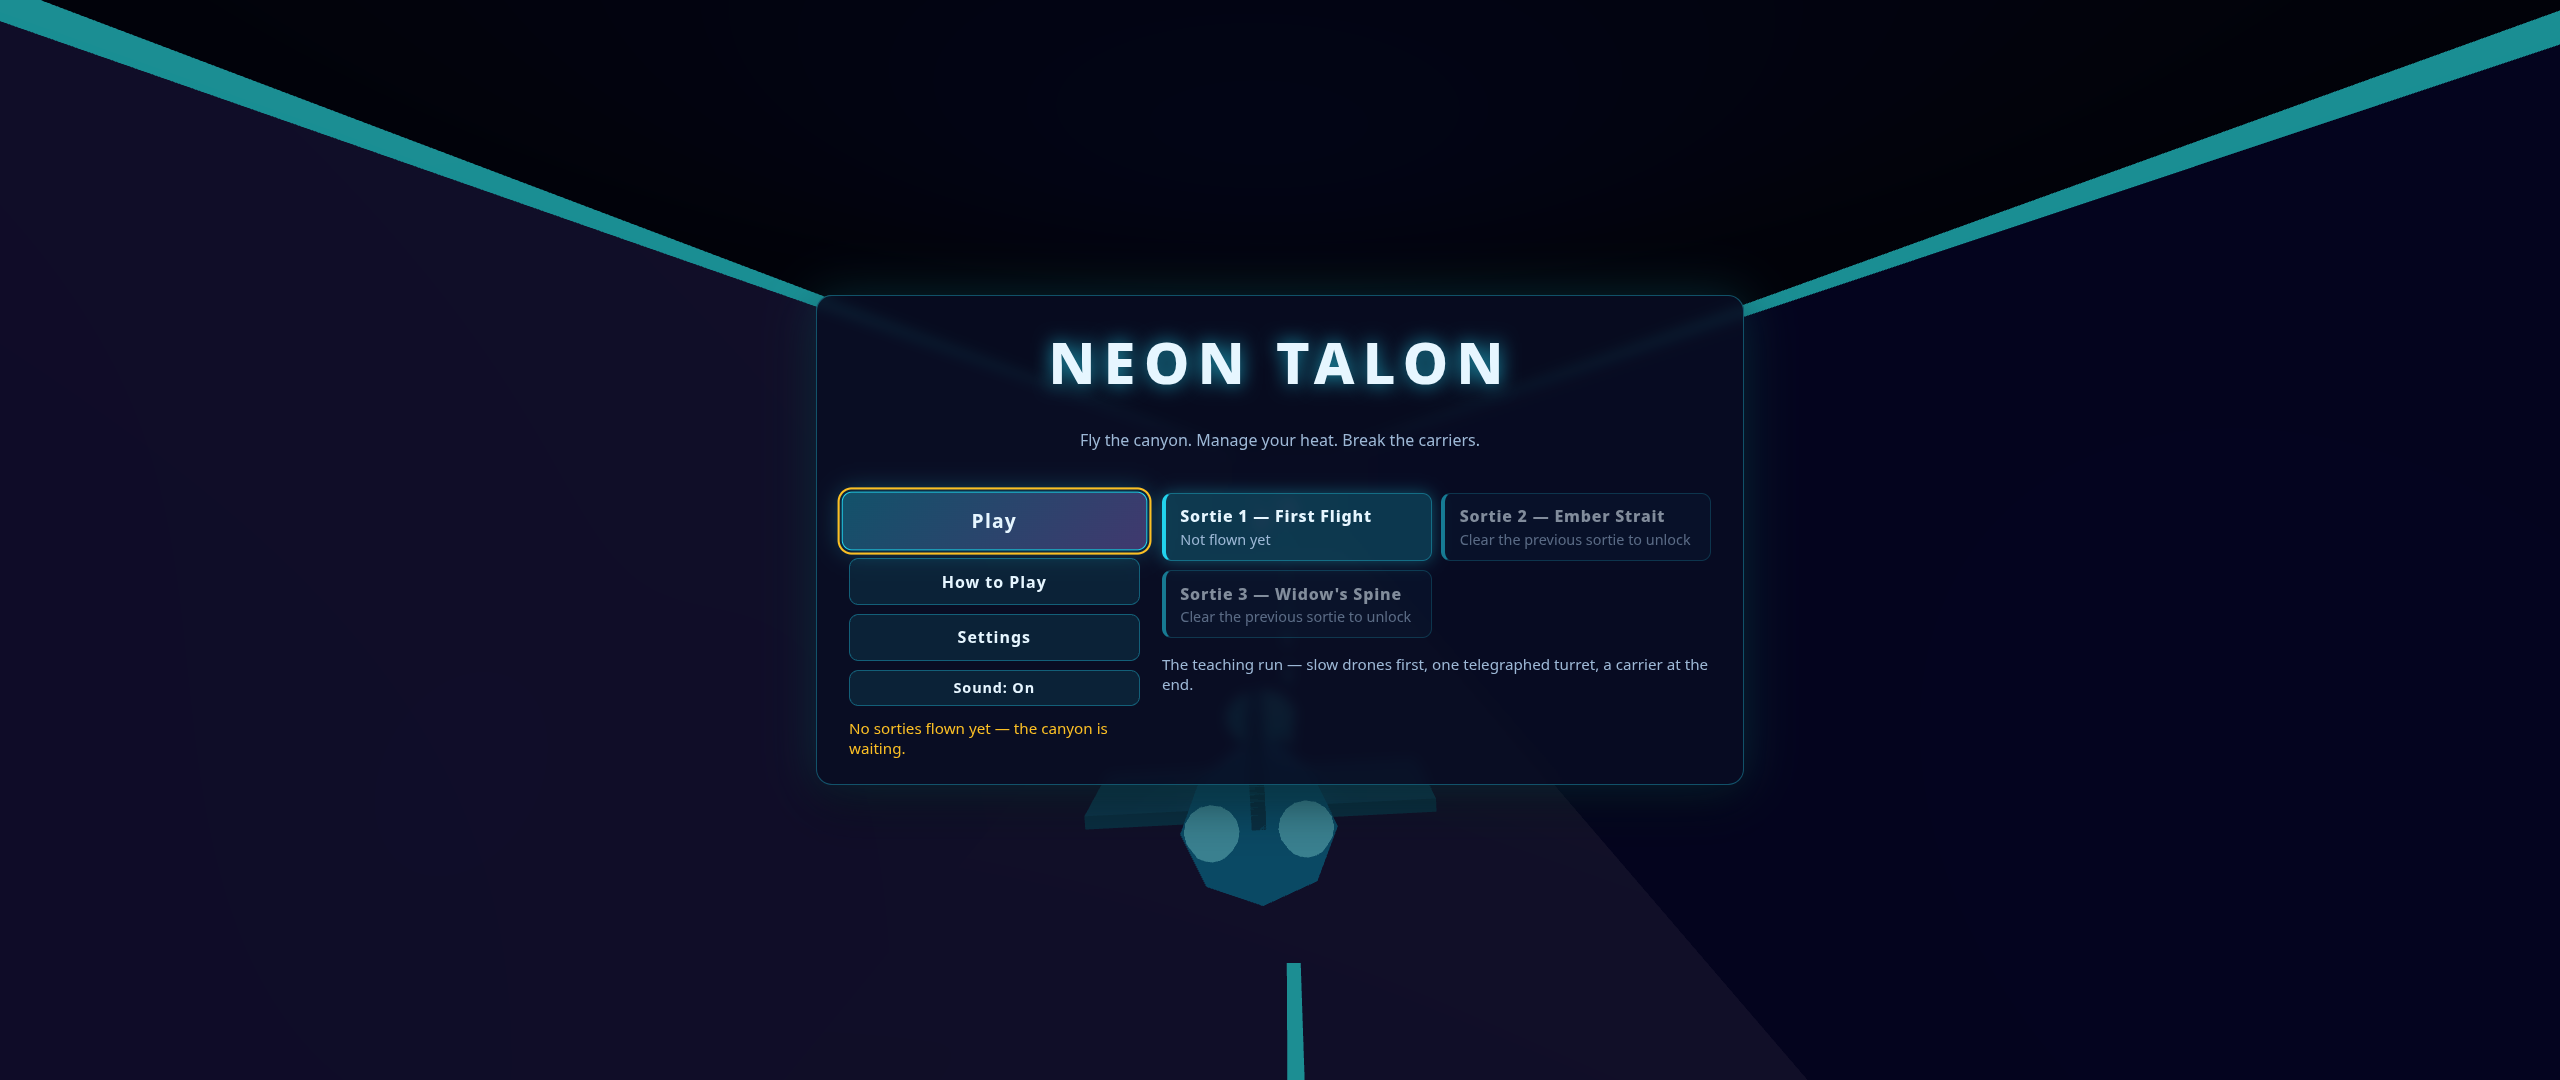 NEON TALON
Fly the canyon. Manage your heat. Break the carriers.
Play
How to Play
Settings
Sound: On
No sorties flown yet — the canyon is
waiting.
Sortie 1 — First Flight
Not flown yet
Sortie 2 — Ember Strait
Clear the previous sortie to unlock
Sortie 3 — Widow's Spine
Clear the previous sortie to unlock
The teaching run — slow drones first, one telegraphed turret, a carrier at the
end.